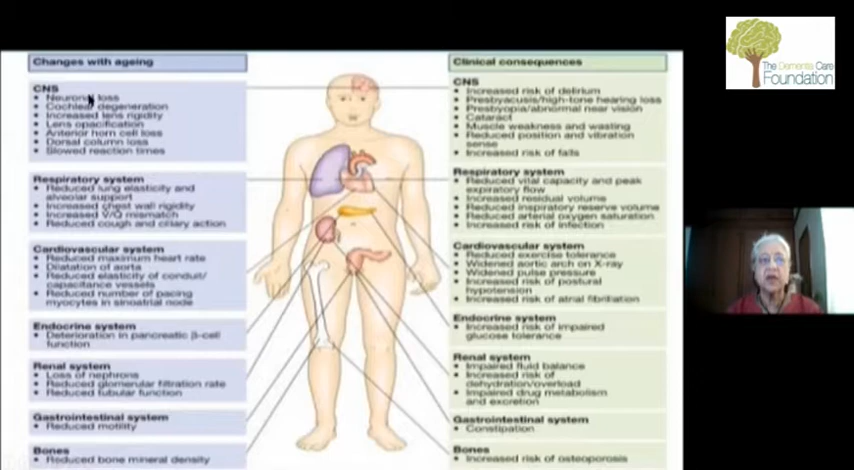 The Dementia Care
Foundation
Changes with ageing
CNS
• Neuronal loss
• Cochlear degeneration
• Increased lens rigidity
• Lens opacification
• Anterior horn cell loss
• Dorsal column loss
• Slowed reaction times
Respiratory system
• Reduced lung elasticity and
alveolar support
• Increased chest wall rigidity
• Increased V/Q mismatch
• Reduced cough and ciliary action
Cardiovascular system
• Reduced maximum heart rate
• Dilatation of aorta
• Reduced elasticity of conduit/
capacitance vessels
• Reduced number of pacing
myocytes in sinoatrial node
Endocrine system
• Deterioration in pancreatic β-cell
function
Renal system
• Loss of nephrons
• Reduced glomerular filtration rate
• Reduced tubular function
Gastrointestinal system
• Reduced motility
Bones
• Reduced bone mineral density
Clinical consequences
CNS
• Increased risk of delirium
• Presbyacusis/high-tone hearing loss
• Presbyopia/abnormal near vision
• Cataract
• Muscle weakness and wasting
• Reduced position and vibration
sense
• Increased risk of falls
Respiratory system
• Reduced vital capacity and peak
expiratory flow
• Increased residual volume
• Reduced inspiratory reserve volume
• Reduced arterial oxygen saturation
• Increased risk of infection
Cardiovascular system
• Reduced exercise tolerance
• Widened aortic arch on X-ray
• Widened pulse pressure
• Increased risk of postural
hypotension
• Increased risk of atrial fibrillation
Endocrine system
• Increased risk of impaired
glucose tolerance
Renal system
• Impaired fluid balance
• Increased risk of
dehydration/overload
• Impaired drug metabolism
and excretion
Gastrointestinal system
• Constipation
Bones
• Increased risk of osteoporosis